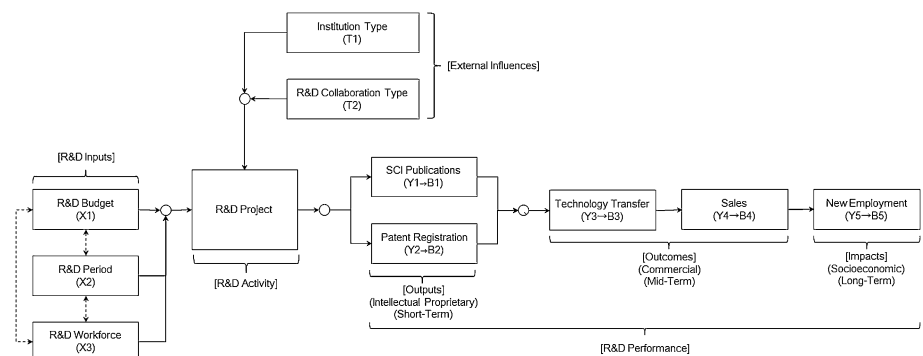 Institution Type
(T1)
[External Influences]
R&D Collaboration Type
(T2)
[R&D Inputs]
R&D Budget
(X1)
R&D Period
(X2)
R&D Workforce
(X3)
R&D Project
[R&D Activity]
SCI Publications
(Y1→B1)
Patent Registration
(Y2→B2)
[Outputs]
(Intellectual Proprietary)
(Short-Term)
Technology Transfer
(Y3→B3)
Sales
(Y4→B4)
[Outcomes]
(Commercial)
(Mid-Term)
New Employment
(Y5→B5)
[Impacts]
(Socioeconomic)
(Long-Term)
[R&D Performance]